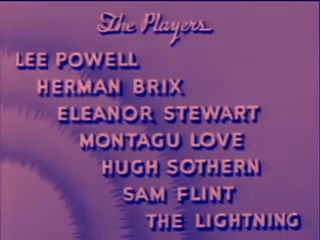 The Players
LEE POWELL
HERMAN BRIX
ELEANOR STEWART
MONTAGU LOVE
HUGH SOTHERN
SAM FLINT
THE LIGHTNING